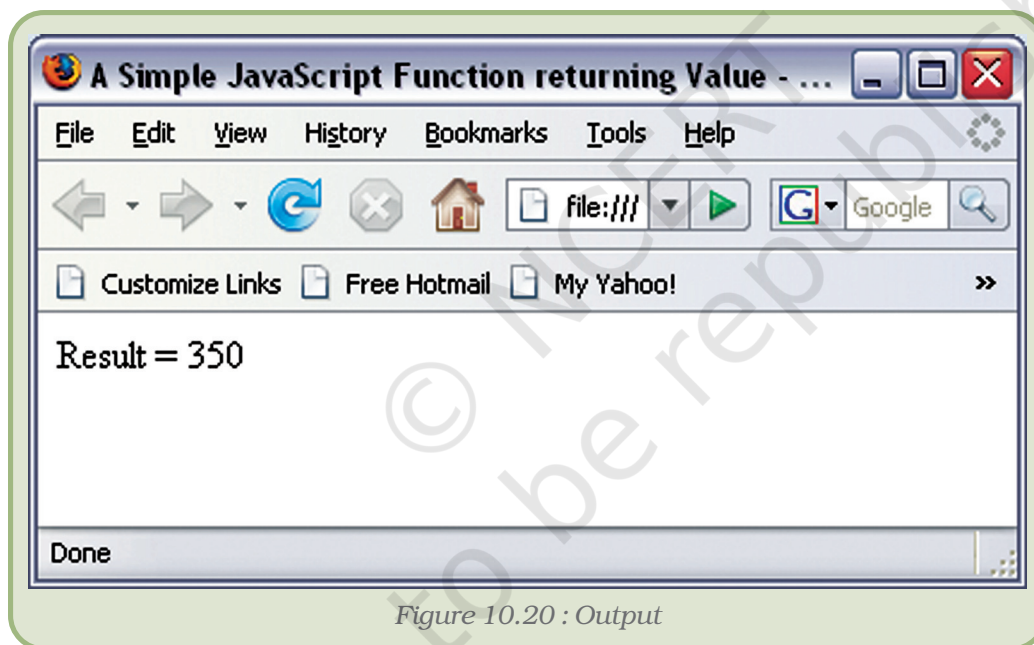 A Simple JavaScript Function returning Value - ...
File Edit View History Bookmarks Tools Help
file:/// G Google
Customize Links Free Hotmail My Yahoo! »
Result = 350
Done
Figure 10.20 : Output
© NCERT
to be republish